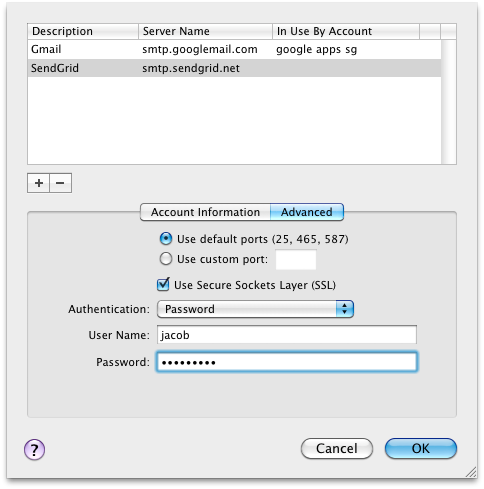 Description Server Name In Use By Account
Gmail smtp.googlemail.com google apps sg
SendGrid smtp.sendgrid.net
+ −
Account Information Advanced
Use default ports (25, 465, 587)
Use custom port:
Use Secure Sockets Layer (SSL)
Authentication: Password
User Name: jacob
Password: •••••••••
? Cancel OK